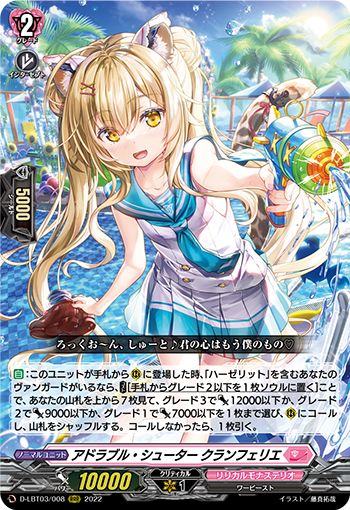 2
グレード
インターセプト
5000
シールド
ろっくお〜ん、しゅーと♪君の心はもう僕のもの♡
自:このユニットが手札からRに登場した時、「ハーゼリット」を含むあなたの
ヴァンガードがいるなら、【手札からグレード2以下を1枚ソウルに置く】こと
で、あなたの山札を上から7枚見て、グレード3で12000以下か、グレー
ド2で9000以下か、グレード1で7000以下を1枚まで選び、Rにコール
し、山札をシャッフルする。コールしなかったら、1枚引く。
ノーマルユニット
アドラブル・シューター クランフェリエ
パワー 10000
クリティカル
1
リリカルモナステリオ
ワービースト
D-LBT03/008 RRR 2022
イラスト/藤真拓哉